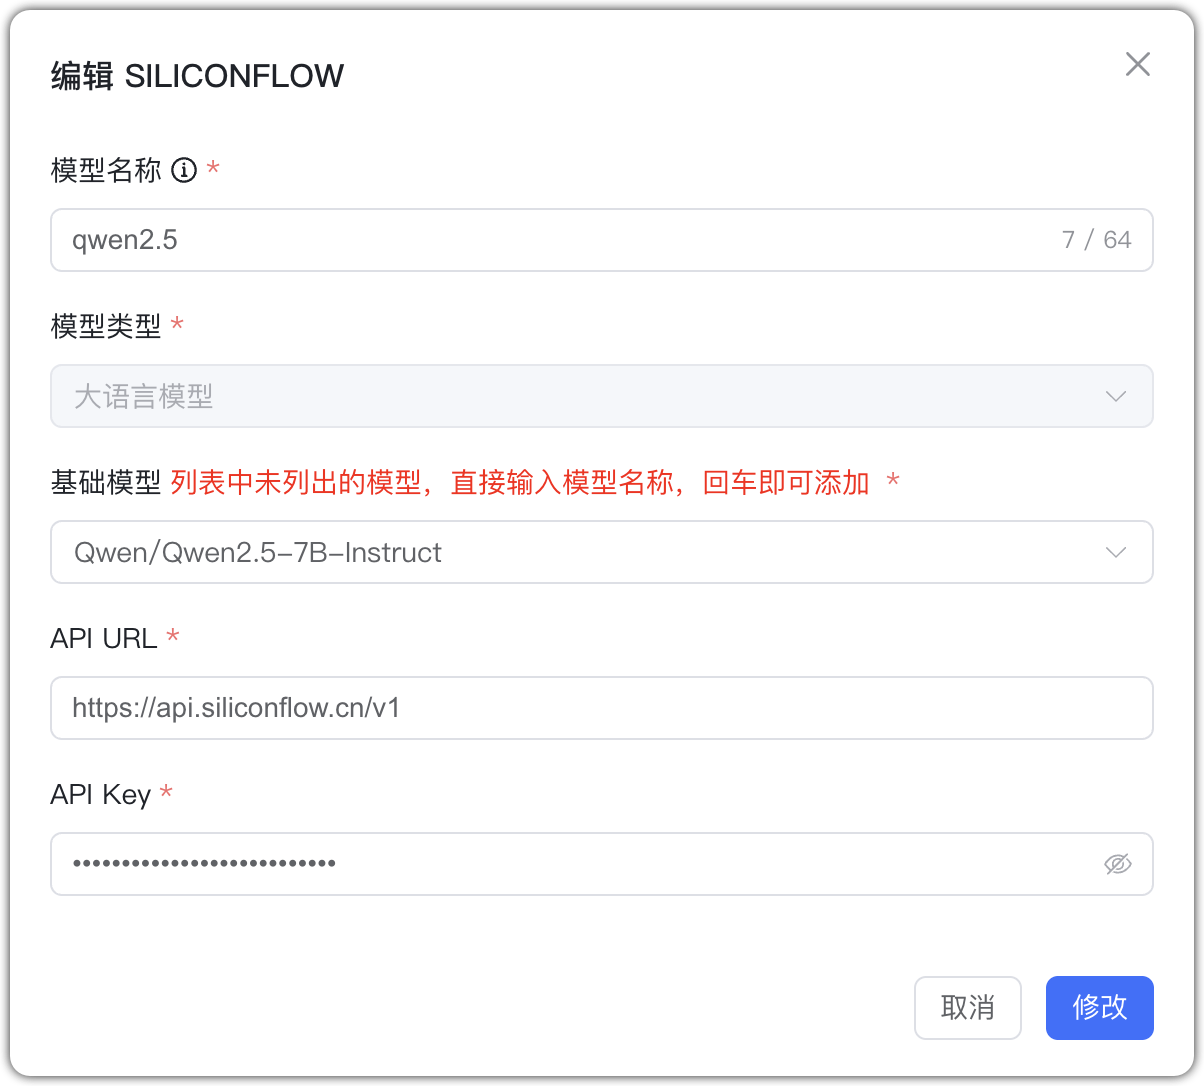 编辑 SILICONFLOW
模型名称 *
qwen2.5 7 / 64
模型类型 *
大语言模型
基础模型 列表中未列出的模型，直接输入模型名称，回车即可添加 *
Qwen/Qwen2.5-7B-Instruct
API URL *
https://api.siliconflow.cn/v1
API Key *
•••••••••••••••••••••••••••
取消 修改